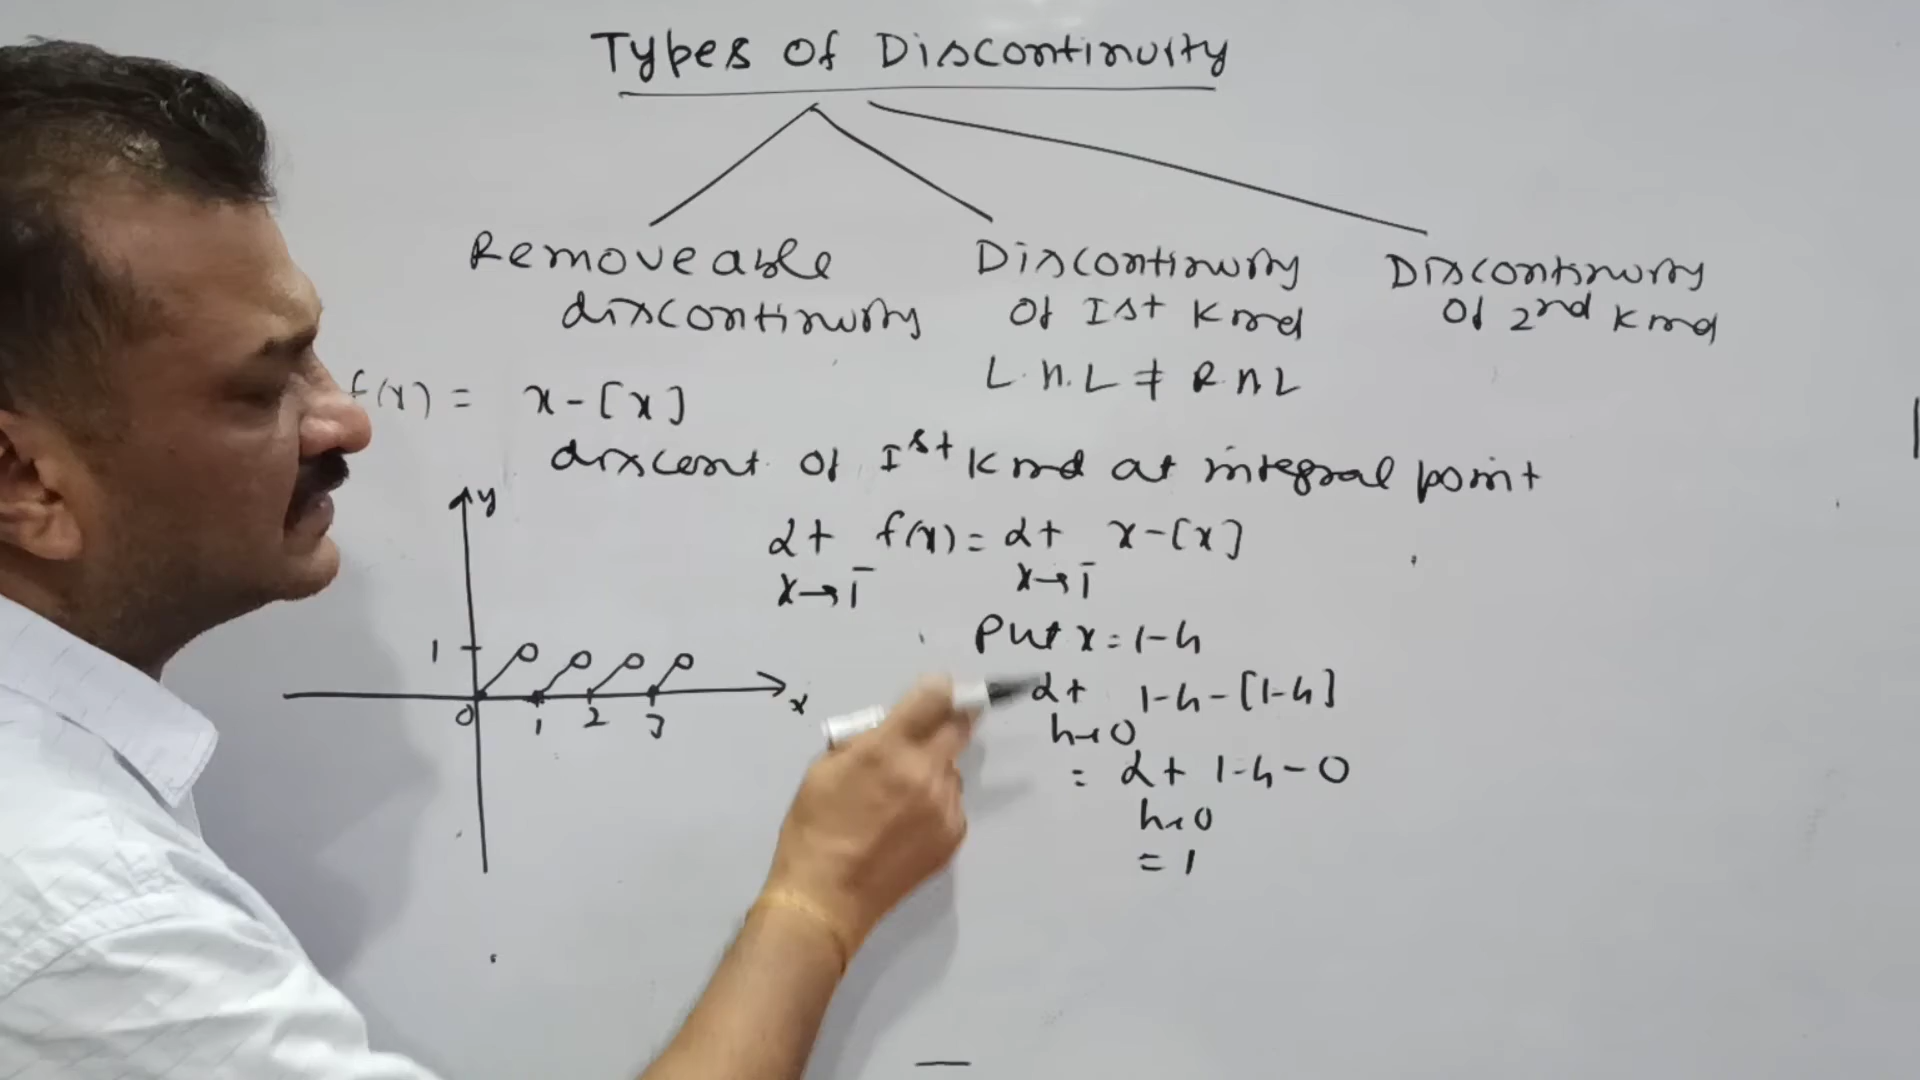 Types of Discontinuity
Removeable discontinuity
Discontinuity of Ist Kind
L.H.L ≠ R.H.L
Discontinuity of 2nd Kind
f(x) = x-[x]
discont. of Ist Kind at integral point
Lt f(x) = Lt x-[x]
x→1⁻ x→1⁻
Put x = 1-h
Lt 1-h-[1-h]
h→0
= Lt 1-h-0
h→0
= 1
y
1
0 1 2 3 x